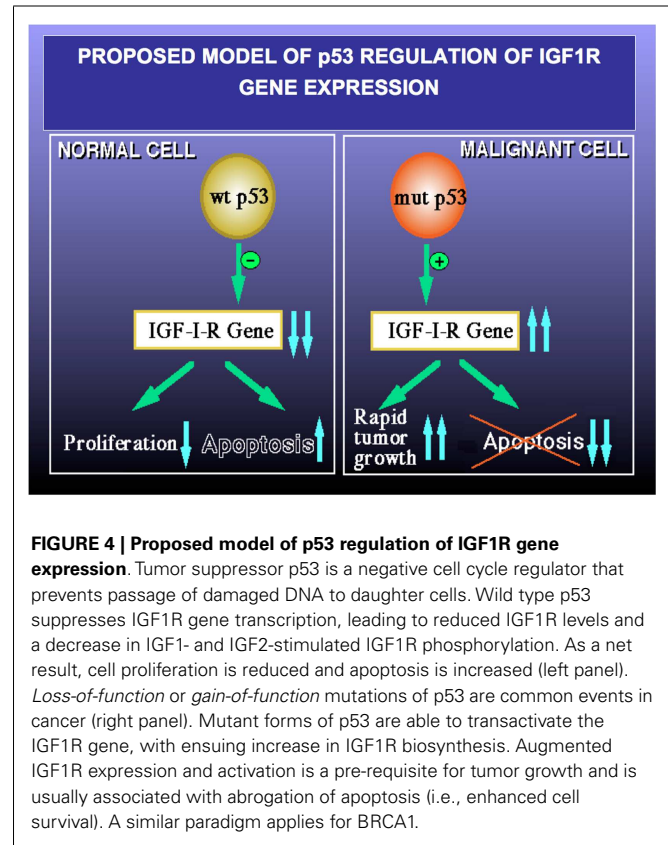 PROPOSED MODEL OF p53 REGULATION OF IGF1R
GENE EXPRESSION
NORMAL CELL
wt p53
−
IGF-I-R Gene
Proliferation
Apoptosis
MALIGNANT CELL
mut p53
+
IGF-I-R Gene
Rapid
tumor
growth
Apoptosis
FIGURE 4 | Proposed model of p53 regulation of IGF1R gene
expression. Tumor suppressor p53 is a negative cell cycle regulator that
prevents passage of damaged DNA to daughter cells. Wild type p53
suppresses IGF1R gene transcription, leading to reduced IGF1R levels and
a decrease in IGF1- and IGF2-stimulated IGF1R phosphorylation. As a net
result, cell proliferation is reduced and apoptosis is increased (left panel).
Loss-of-function or gain-of-function mutations of p53 are common events in
cancer (right panel). Mutant forms of p53 are able to transactivate the
IGF1R gene, with ensuing increase in IGF1R biosynthesis. Augmented
IGF1R expression and activation is a pre-requisite for tumor growth and is
usually associated with abrogation of apoptosis (i.e., enhanced cell
survival). A similar paradigm applies for BRCA1.